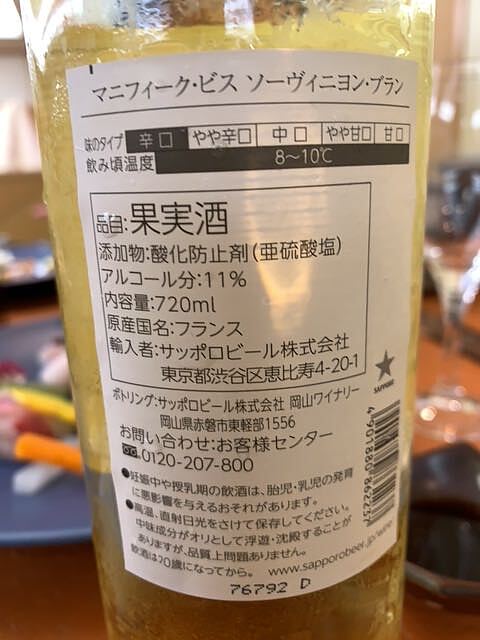 マニフィーク・ビス ソーヴィニヨン・ブラン
味のタイプ 辛口 やや辛口 中口 やや甘口 甘口
飲み頃温度 8~10℃
品目:果実酒
添加物:酸化防止剤(亜硫酸塩)
アルコール分:11%
内容量:720ml
原産国名:フランス
輸入者:サッポロビール株式会社
東京都渋谷区恵比寿4-20-1
SAPPORO
ボトリング:サッポロビール株式会社 岡山ワイナリー
岡山県赤磐市東軽部1556
お問い合わせ:お客様センター
0120-207-800
●妊娠中や授乳期の飲酒は、胎児・乳児の発育
に悪影響を与えるおそれがあります。
●高温、直射日光をさけて保存してください。
中味成分がオリとして浮遊・沈殿することが
ありますが、品質上問題ありません。
飲酒は20歳になってから。 www.sapporobeer.jp/wine
76792 D